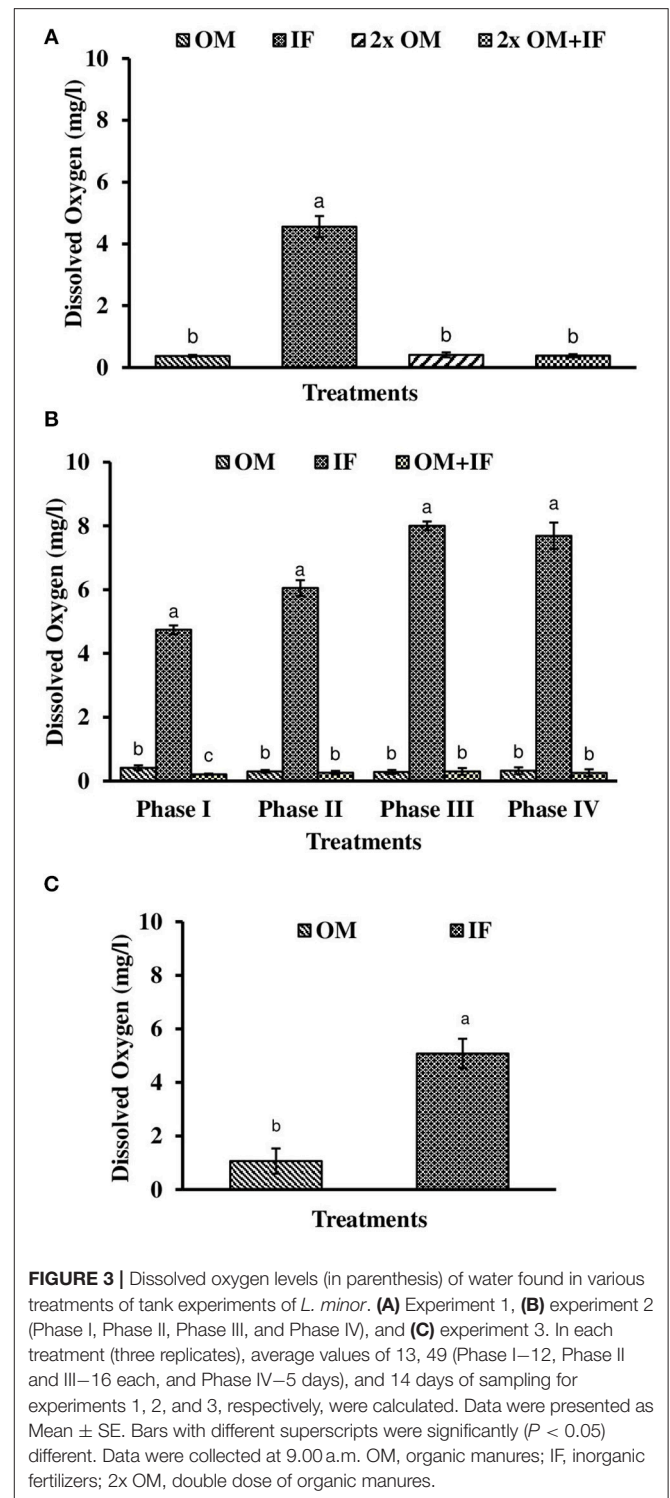 A
OM IF 2x OM 2x OM+IF
10
8
6
4
2
0
Dissolved Oxygen (mg/l)
b a b b
Treatments
B
OM IF OM+IF
10
8
6
4
2
0
Dissolved Oxygen (mg/l)
b a c b a b b a b b a b
Phase I Phase II Phase III Phase IV
Treatments
C
OM IF
10
8
6
4
2
0
Dissolved Oxygen (mg/l)
b a
Treatments
FIGURE 3 | Dissolved oxygen levels (in parenthesis) of water found in various
treatments of tank experiments of L. minor. (A) Experiment 1, (B) experiment 2
(Phase I, Phase II, Phase III, and Phase IV), and (C) experiment 3. In each
treatment (three replicates), average values of 13, 49 (Phase I–12, Phase II
and III–16 each, and Phase IV–5 days), and 14 days of sampling for
experiments 1, 2, and 3, respectively, were calculated. Data were presented as
Mean ± SE. Bars with different superscripts were significantly (P < 0.05)
different. Data were collected at 9.00 a.m. OM, organic manures; IF, inorganic
fertilizers; 2x OM, double dose of organic manures.